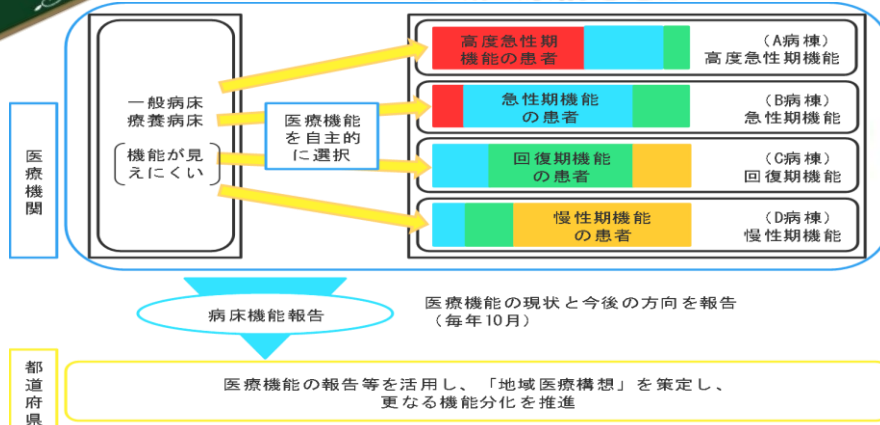 高度急性期
機能の患者
（A病棟）
高度急性期機能
急性期機能
の患者
（B病棟）
急性期機能
回復期機能
の患者
（C病棟）
回復期機能
慢性期機能
の患者
（D病棟）
慢性期機能
一般病床
療養病床
機能が見
えにくい
医療機能
を自主的
に選択
医療機関
病床機能報告
医療機能の現状と今後の方向を報告
（毎年10月）
都道府県
医療機能の報告等を活用し、「地域医療構想」を策定し、
更なる機能分化を推進